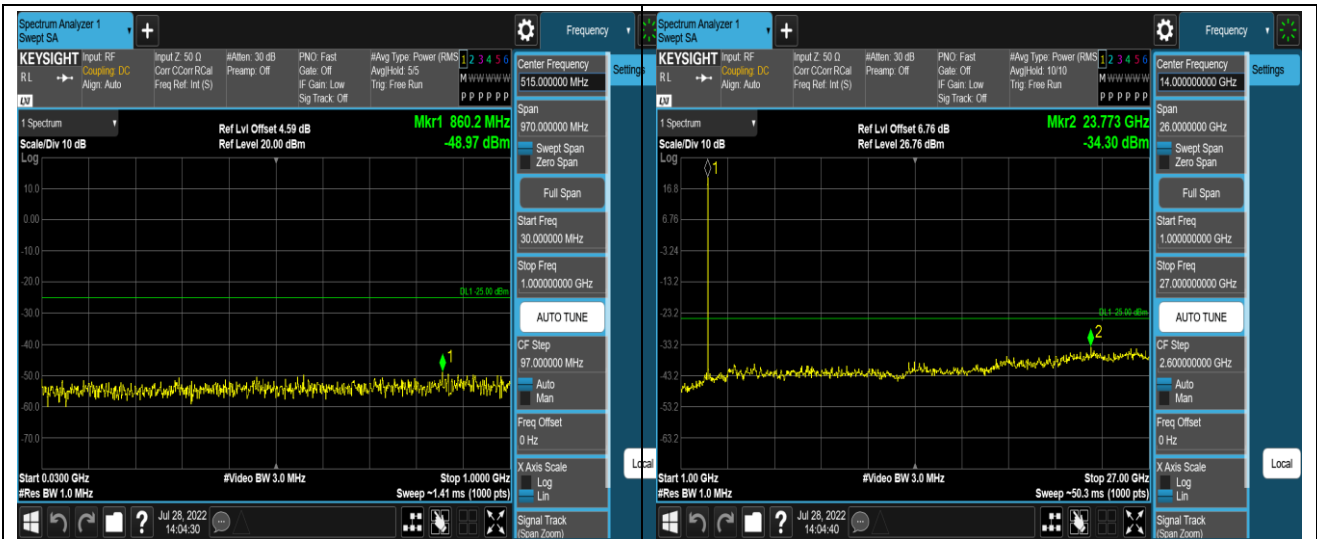 Spectrum Analyzer 1
Swept SA
+
Frequency
KEYSIGHT
R L
LXI
Input: RF
Coupling: DC
Align: Auto
Input Z: 50 Ω
Corr CCorr RCal
Freq Ref: Int (S)
#Atten: 30 dB
Preamp: Off
PNO: Fast
Gate: Off
IF Gain: Low
Sig Track: Off
#Avg Type: Power (RMS
Avg|Hold: 5/5
Trig: Free Run
1 2 3 4 5 6
M W W W W W
P P P P P P
1 Spectrum
Scale/Div 10 dB
Log
Ref Lvl Offset 4.59 dB
Ref Level 20.00 dBm
Mkr1 860.2 MHz
-48.97 dBm
10.0
0.00
-10.0
-20.0
DL1 -25.00 dBm
-30.0
-40.0
1
-50.0
-60.0
-70.0
Start 0.0300 GHz
#Res BW 1.0 MHz
#Video BW 3.0 MHz
Stop 1.0000 GHz
Sweep ~1.41 ms (1000 pts)
?
Jul 28, 2022
14:04:30
Center Frequency
515.000000 MHz
Span
970.000000 MHz
Swept Span
Zero Span
Full Span
Start Freq
30.000000 MHz
Stop Freq
1.000000000 GHz
AUTO TUNE
CF Step
97.000000 MHz
Auto
Man
Freq Offset
0 Hz
X Axis Scale
Log
Lin
Signal Track
(Span Zoom)
Settings
Local
Spectrum Analyzer 1
Swept SA
+
Frequency
KEYSIGHT
R L
LXI
Input: RF
Coupling: DC
Align: Auto
Input Z: 50 Ω
Corr CCorr RCal
Freq Ref: Int (S)
#Atten: 30 dB
Preamp: Off
PNO: Fast
Gate: Off
IF Gain: Low
Sig Track: Off
#Avg Type: Power (RMS
Avg|Hold: 10/10
Trig: Free Run
1 2 3 4 5 6
M W W W W W
P P P P P P
1 Spectrum
Scale/Div 10 dB
Log
Ref Lvl Offset 6.76 dB
Ref Level 26.76 dBm
Mkr2 23.773 GHz
-34.30 dBm
1
16.8
6.76
-3.24
-13.2
-23.2
DL1 -25.00 dBm
2
-33.2
-43.2
-53.2
-63.2
Start 1.00 GHz
#Res BW 1.0 MHz
#Video BW 3.0 MHz
Stop 27.00 GHz
Sweep ~50.3 ms (1000 pts)
?
Jul 28, 2022
14:04:40
Center Frequency
14.000000000 GHz
Span
26.0000000 GHz
Swept Span
Zero Span
Full Span
Start Freq
1.000000000 GHz
Stop Freq
27.000000000 GHz
AUTO TUNE
CF Step
2.600000000 GHz
Auto
Man
Freq Offset
0 Hz
X Axis Scale
Log
Lin
Signal Track
(Span Zoom)
Settings
Local